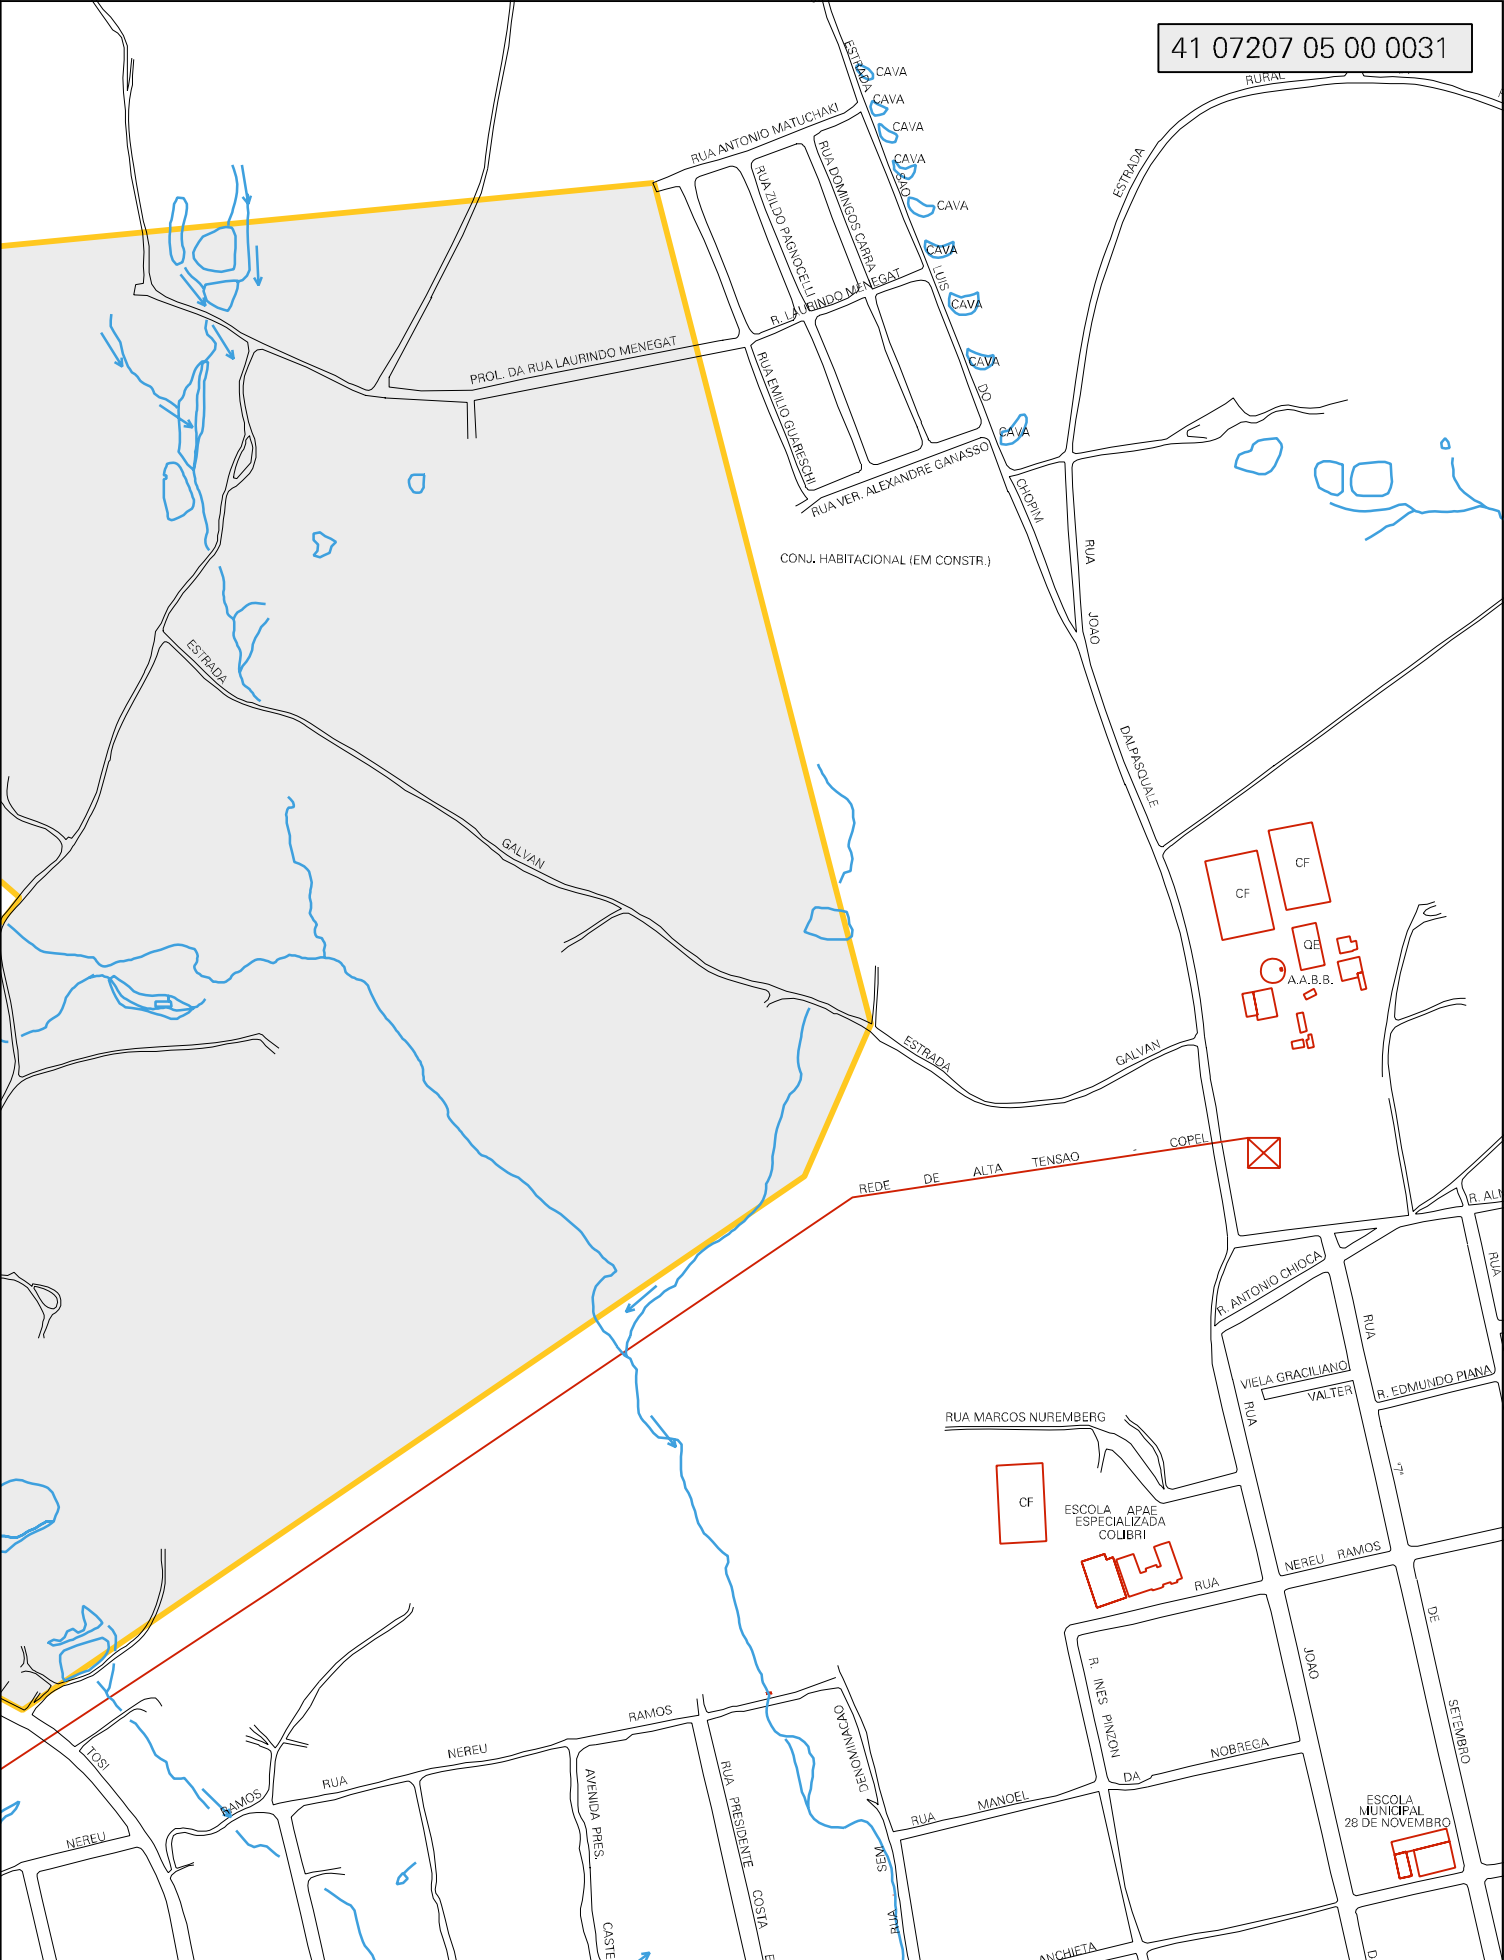 41 07207 05 00 0031
RURAL
ESTRADA
CAVA
CAVA
CAVA
CAVA
CAVA
CAVA
CAVA
CAVA
CAVA
ESTRADA
SAO
LUIS
DO
CHOPIM
RUA ANTONIO MATUCHAKI
RUA ZILDO PAGNOCELLI
RUA DOMINGOS CARRA
R. LAURINDO MENEGAT
PROL. DA RUA LAURINDO MENEGAT
RUA EMILIO GUARESCHI
RUA VER. ALEXANDRE GANASSO
CONJ. HABITACIONAL (EM CONSTR.)
RUA
JOAO
DALPASQUALE
ESTRADA
GALVAN
CF
CF
QE
A.A.B.B.
ESTRADA
GALVAN
REDE DE ALTA TENSAO - COPEL
R. ANTONIO CHIOCA
RUA
RUA
VIELA GRACILIANO
VALTER
R. EDMUNDO PIANA
RUA
"7"
RUA MARCOS NUREMBERG
CF
ESCOLA APAE
ESPECIALIZADA
COLIBRI
RUA
NEREU RAMOS
DE
JOAO
R. INES PINZON
SETEMBRO
RAMOS
NEREU
RUA
RAMOS
TOSI
NEREU
AVENIDA PRES.
RUA PRESIDENTE
COSTA
DENOMINACAO
SEM
RUA
RUA
MANOEL
DA
NOBREGA
ESCOLA
MUNICIPAL
28 DE NOVEMBRO